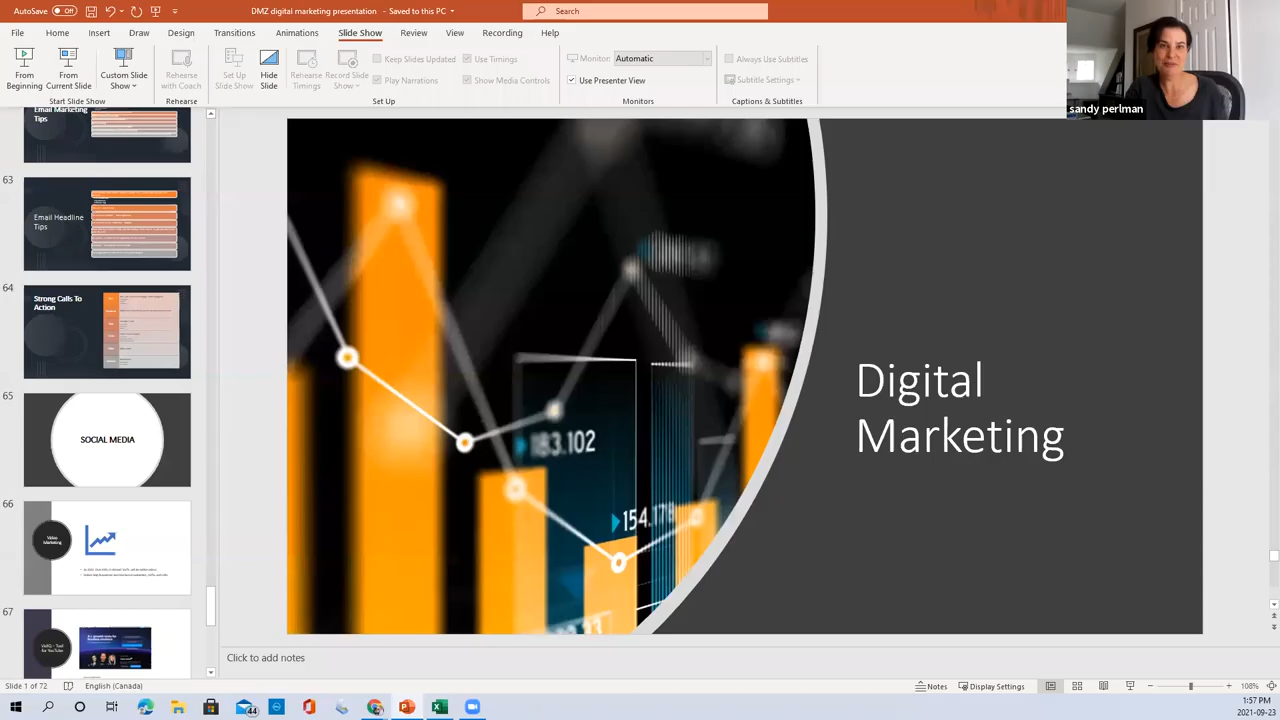 AutoSave Off DMZ digital marketing presentation - Saved to this PC Search
File Home Insert Draw Design Transitions Animations Slide Show Review View Recording Help
From Beginning
From Current Slide
Custom Slide Show
Start Slide Show
Rehearse with Coach
Rehearse
Set Up Slide Show
Hide Slide
Rehearse Timings
Record Slide Show
Keep Slides Updated
Play Narrations
Use Timings
Show Media Controls
Set Up
Monitor: Automatic
Use Presenter View
Monitors
Always Use Subtitles
Subtitle Settings
Captions & Subtitles
sandy perlman
Email Marketing
Tips
63
Email Headline
Tips
64
Strong Calls To
Action
65
SOCIAL MEDIA
66
Video
Marketing
67
VidIQ - Tool
for YouTube
183.102
154.178
Digital
Marketing
Click to add notes
Slide 1 of 72 English (Canada) Notes Display Settings 108%
44
1:57 PM
2021-09-23